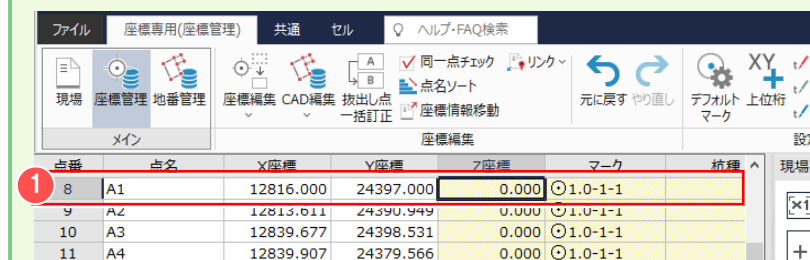 ファイル 座標専用(座標管理) 共通 セル ヘルプ・FAQ検索
現場 座標管理 地番管理 座標編集 CAD編集 A B 抜出し点一括訂正 同一点チェック リンク 点名ソート 座標情報移動 元に戻す やり直し デフォルトマーク XY 上位桁
メイン 座標編集 設
点番 点名 X座標 Y座標 Z座標 マーク 杭種 現場
1 8 A1 12816.000 24397.000 0.000 1.0-1-1
9 A2 12813.611 24390.949 0.000 1.0-1-1
10 A3 12839.677 24398.531 0.000 1.0-1-1
11 A4 12839.907 24379.566 0.000 1.0-1-1